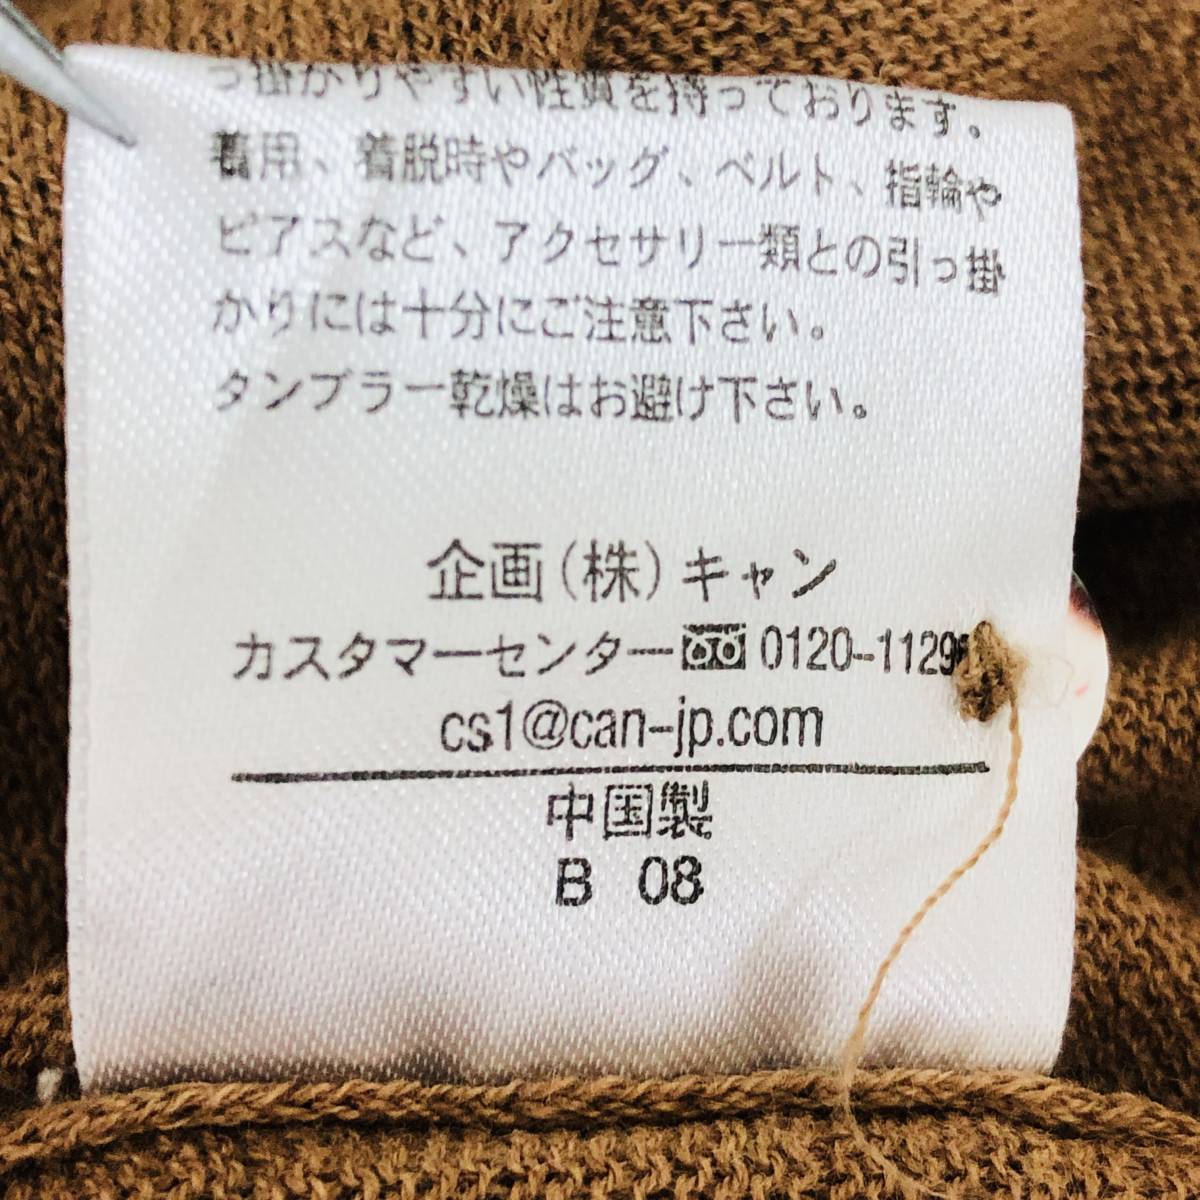 っ掛かりやすい性質を持っております。
着用、着脱時やバッグ、ベルト、指輪や
ピアスなど、アクセサリー類との引っ掛
かりには十分にご注意下さい。
タンブラー乾燥はお避け下さい。
企画(株)キャン
カスタマーセンター 0120-1129
cs1@can-jp.com
中国製
B 08